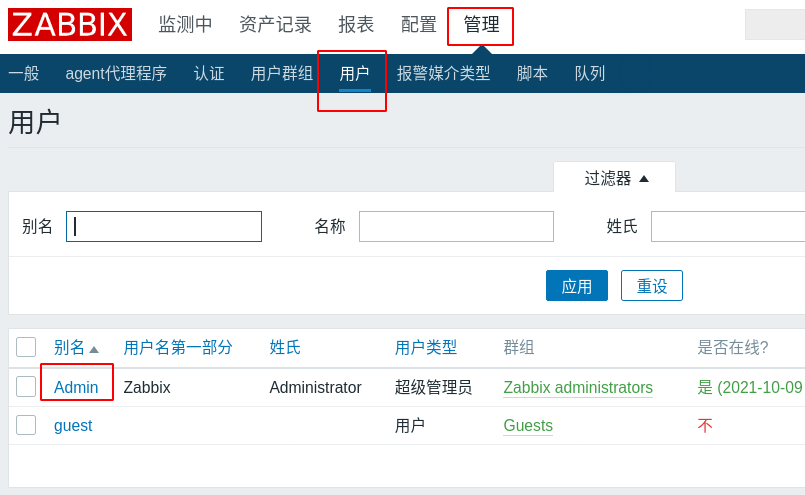 ZABBIX 监测中 资产记录 报表 配置 管理
一般 agent代理程序 认证 用户群组 用户 报警媒介类型 脚本 队列
用户
过滤器
别名 名称 姓氏
应用 重设
别名 用户名第一部分 姓氏 用户类型 群组 是否在线?
Admin Zabbix Administrator 超级管理员 Zabbix administrators 是 (2021-10-09
guest 用户 Guests 不